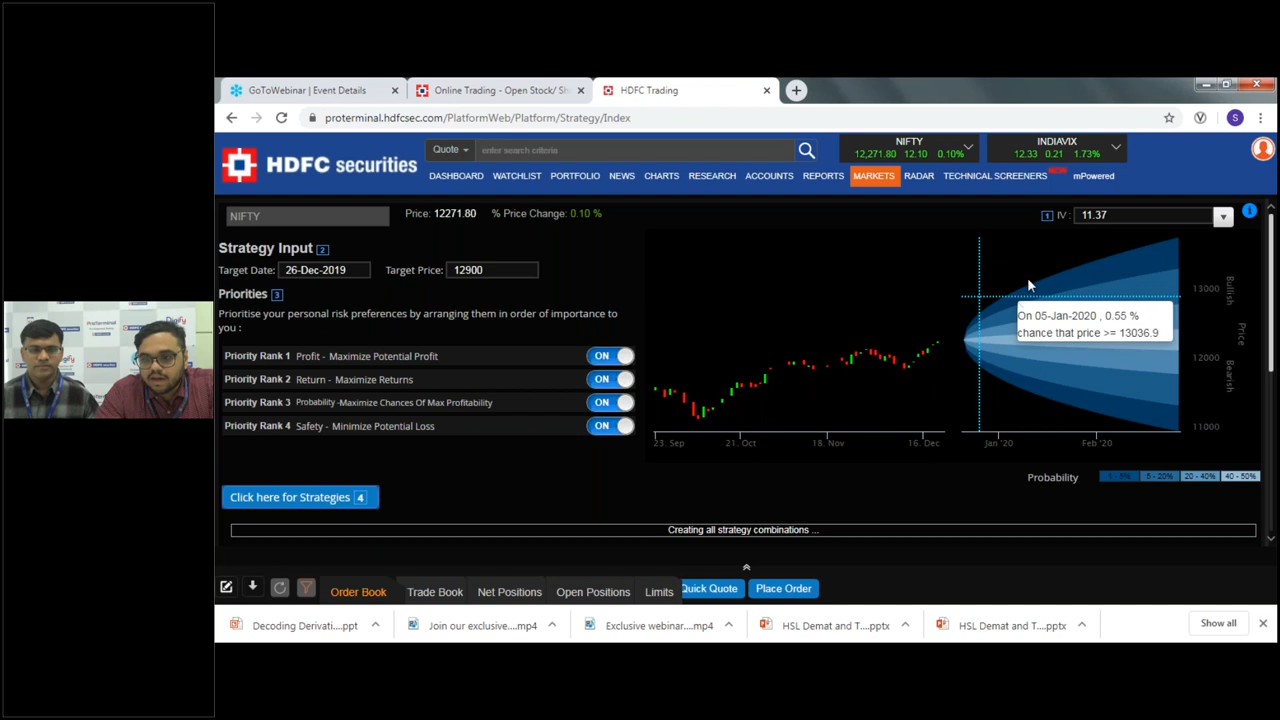 GoToWebinar | Event Details
Online Trading - Open Stock/ Sh
HDFC Trading
proterminal.hdfcsec.com/PlatformWeb/Platform/Strategy/Index
S
HDFC securities
Quote
enter search criteria
NIFTY
12,271.80 12.10 0.10%
INDIAVIX
12.33 0.21 1.73%
DASHBOARD WATCHLIST PORTFOLIO NEWS CHARTS RESEARCH ACCOUNTS REPORTS MARKETS RADAR TECHNICAL SCREENERS mPowered
NIFTY
Price: 12271.80 % Price Change: 0.10 %
1 IV : 11.37
Strategy Input 2
Target Date: 26-Dec-2019 Target Price: 12900
Priorities 3
Prioritise your personal risk preferences by arranging them in order of importance to
you :
Priority Rank 1 Profit - Maximize Potential Profit ON
Priority Rank 2 Return - Maximize Returns ON
Priority Rank 3 Probability -Maximize Chances Of Max Profitability ON
Priority Rank 4 Safety - Minimize Potential Loss ON
On 05-Jan-2020 , 0.55 %
chance that price >= 13036.9
13000
12000
11000
Bullish
Price
Bearish
23. Sep 21. Oct 18. Nov 16. Dec Jan '20 Feb '20
Probability 1 - 5% 5 - 20% 20 - 40% 40 - 50%
Click here for Strategies 4
Creating all strategy combinations ...
Order Book Trade Book Net Positions Open Positions Limits Quick Quote Place Order
Decoding Derivati....ppt
Join our exclusive....mp4
Exclusive webinar....mp4
HSL Demat and T....pptx
HSL Demat and T....pptx
Show all
ProTerminal
Digify